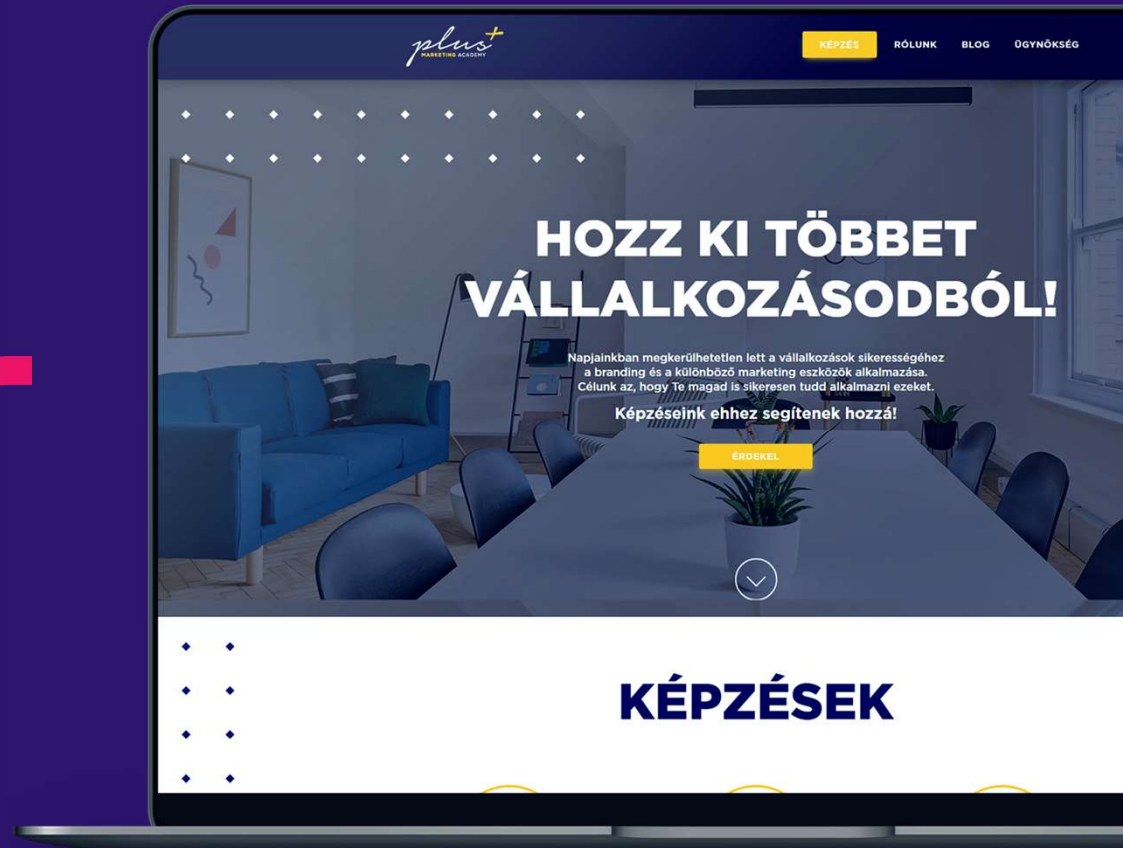 plus+
MARKETING ACADEMY
KÉPZÉS
RÓLUNK
BLOG
ÜGYNÖKSÉG
HOZZ KI TÖBBET
VÁLLALKOZÁSODBÓL!
Napjainkban megkerülhetetlen lett a vállalkozások sikerességéhez
a branding és a különböző marketing eszközök alkalmazása.
Célunk az, hogy Te magad is sikeresen tudd alkalmazni ezeket.
Képzéseink ehhez segítenek hozzá!
ÉRDEKEL
KÉPZÉSEK